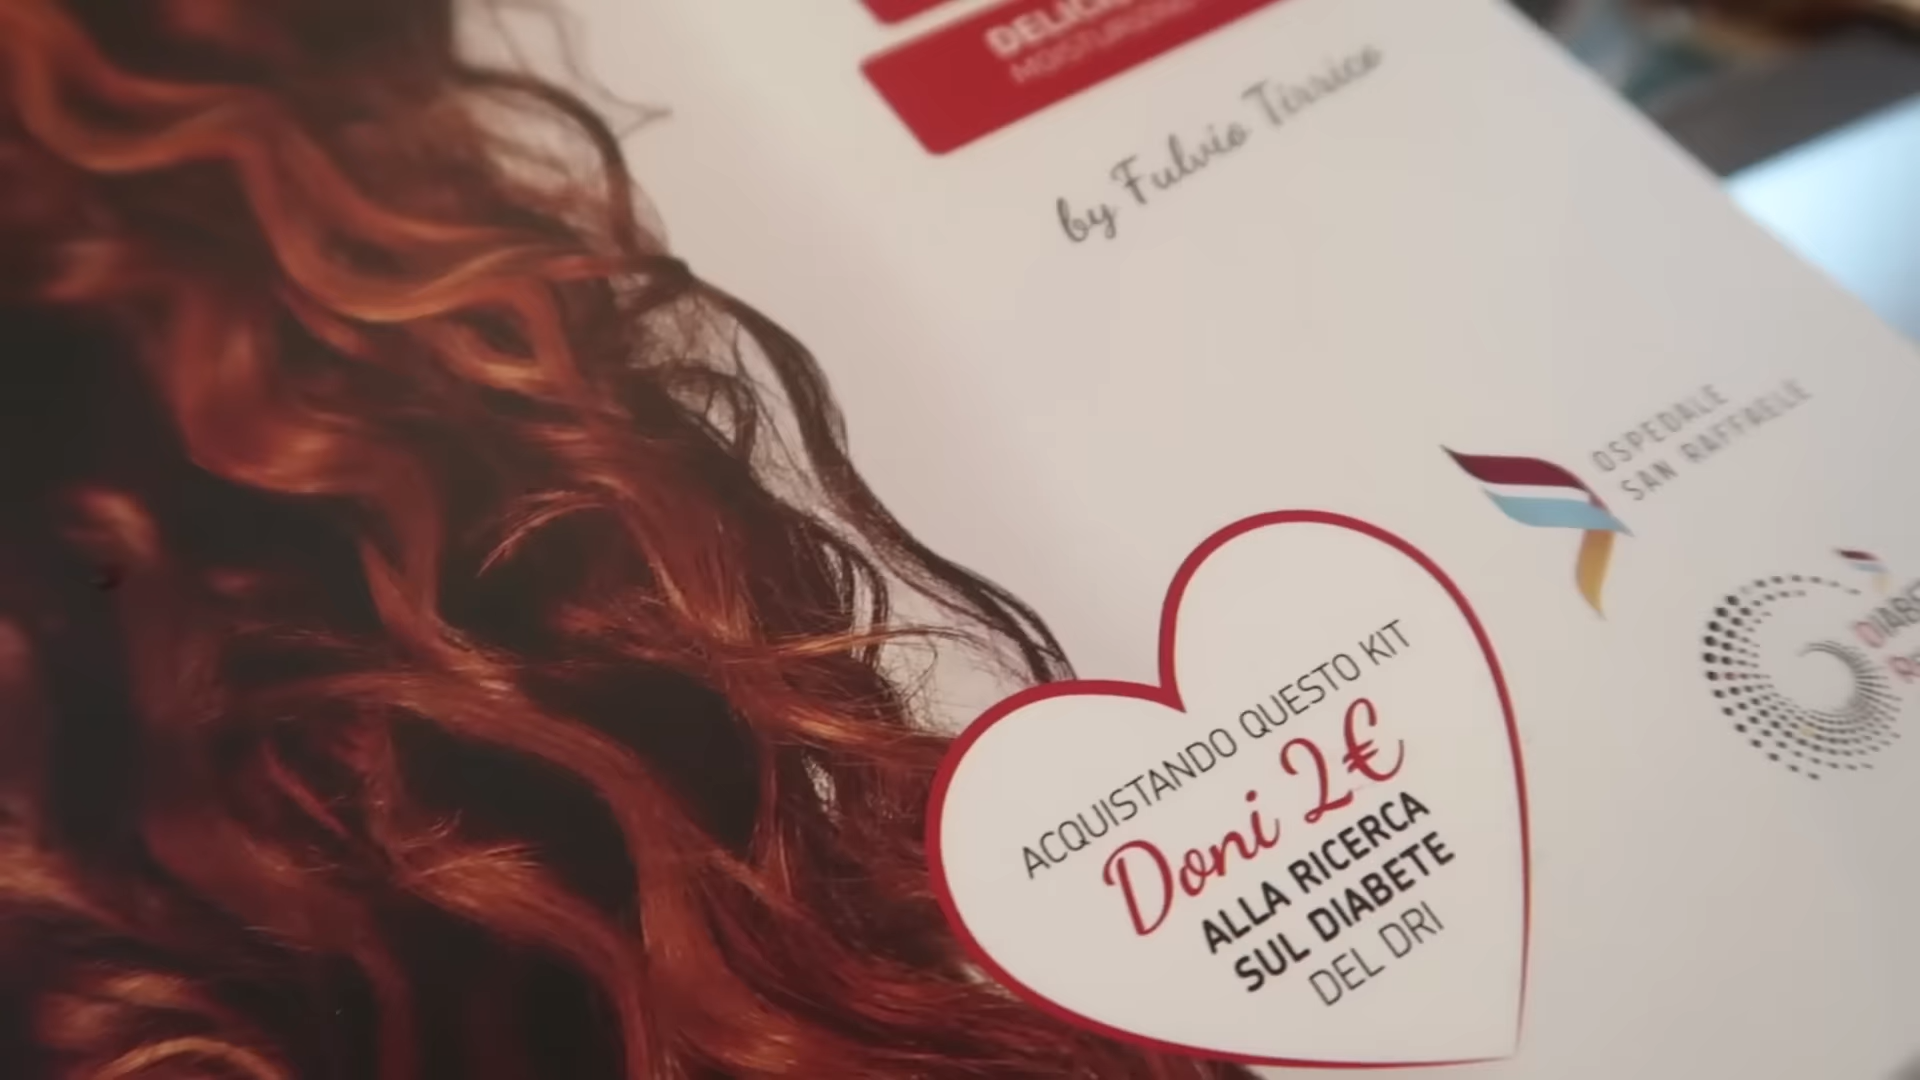 by Fulvio Tirrico
OSPEDALE
SAN RAFFAELE
ACQUISTANDO QUESTO KIT
Doni 2€
ALLA RICERCA
SUL DIABETE
DEL DRI